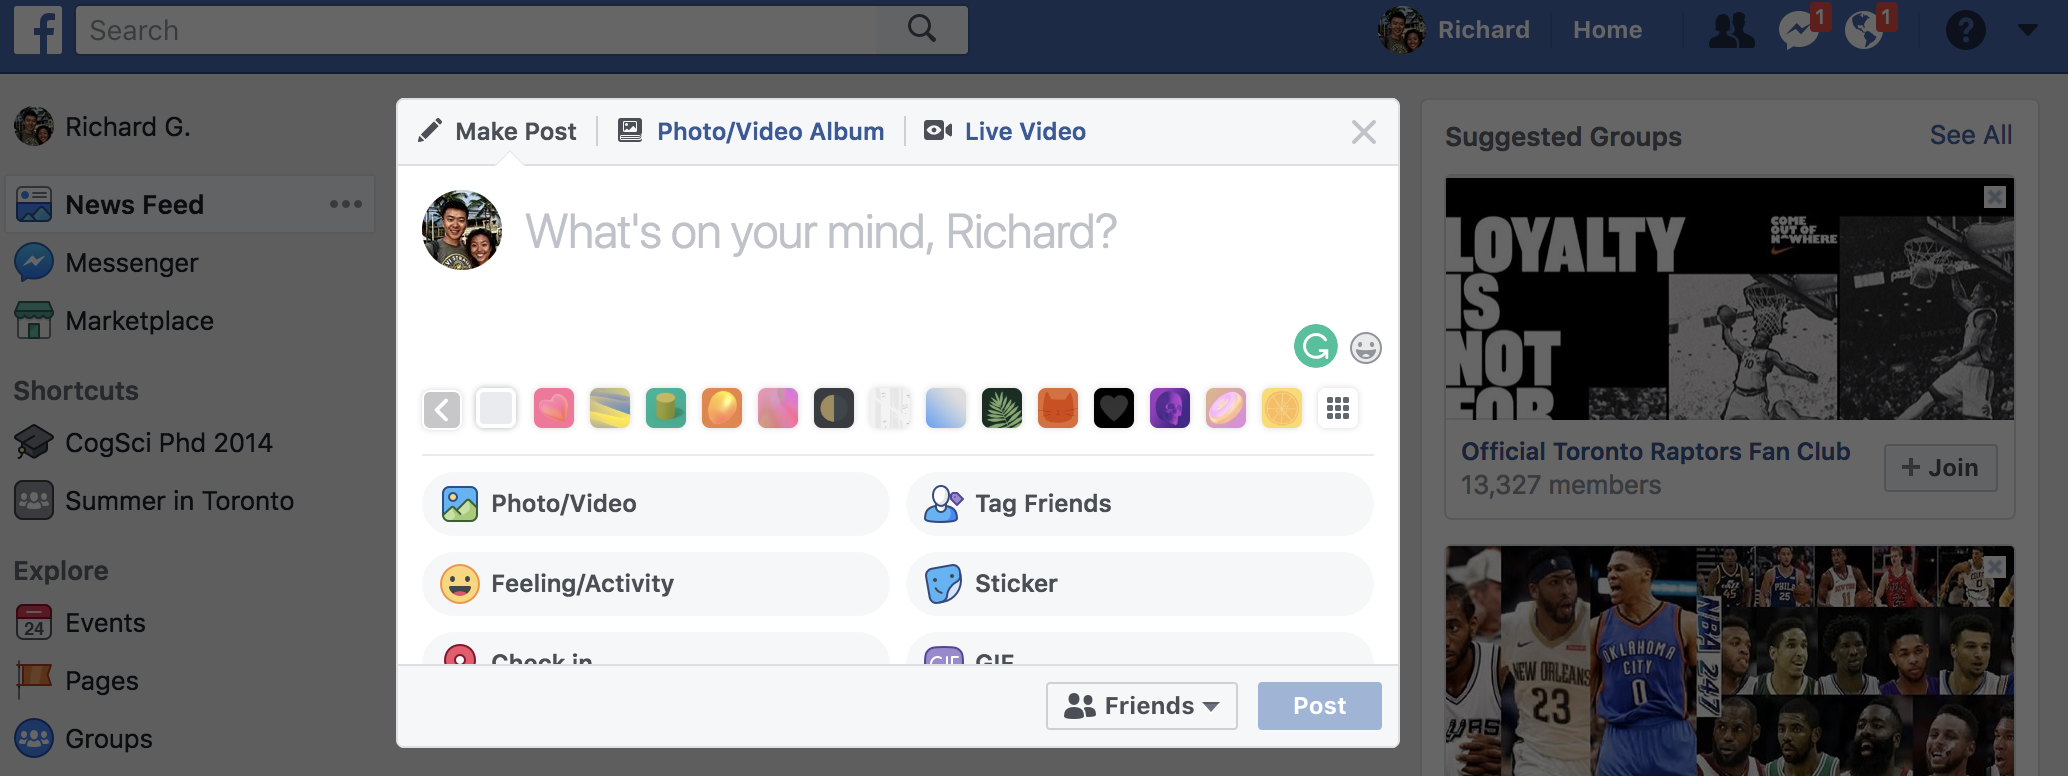 Search
Richard
Home
1
1
?
Richard G.
News Feed
Messenger
Marketplace
Shortcuts
CogSci Phd 2014
Summer in Toronto
Explore
24
Events
Pages
Groups
Make Post
Photo/Video Album
Live Video
What's on your mind, Richard?
Photo/Video
Tag Friends
Feeling/Activity
Sticker
Check in
GIF
GIF
Friends
Post
Suggested Groups
See All
LOYALTY
IS
NOT
FOR
COME
OUT OF
NOWHERE
Official Toronto Raptors Fan Club
13,327 members
+ Join
NEW ORLEANS
23
OKLAHOMA
CITY
0
NBA 24/7